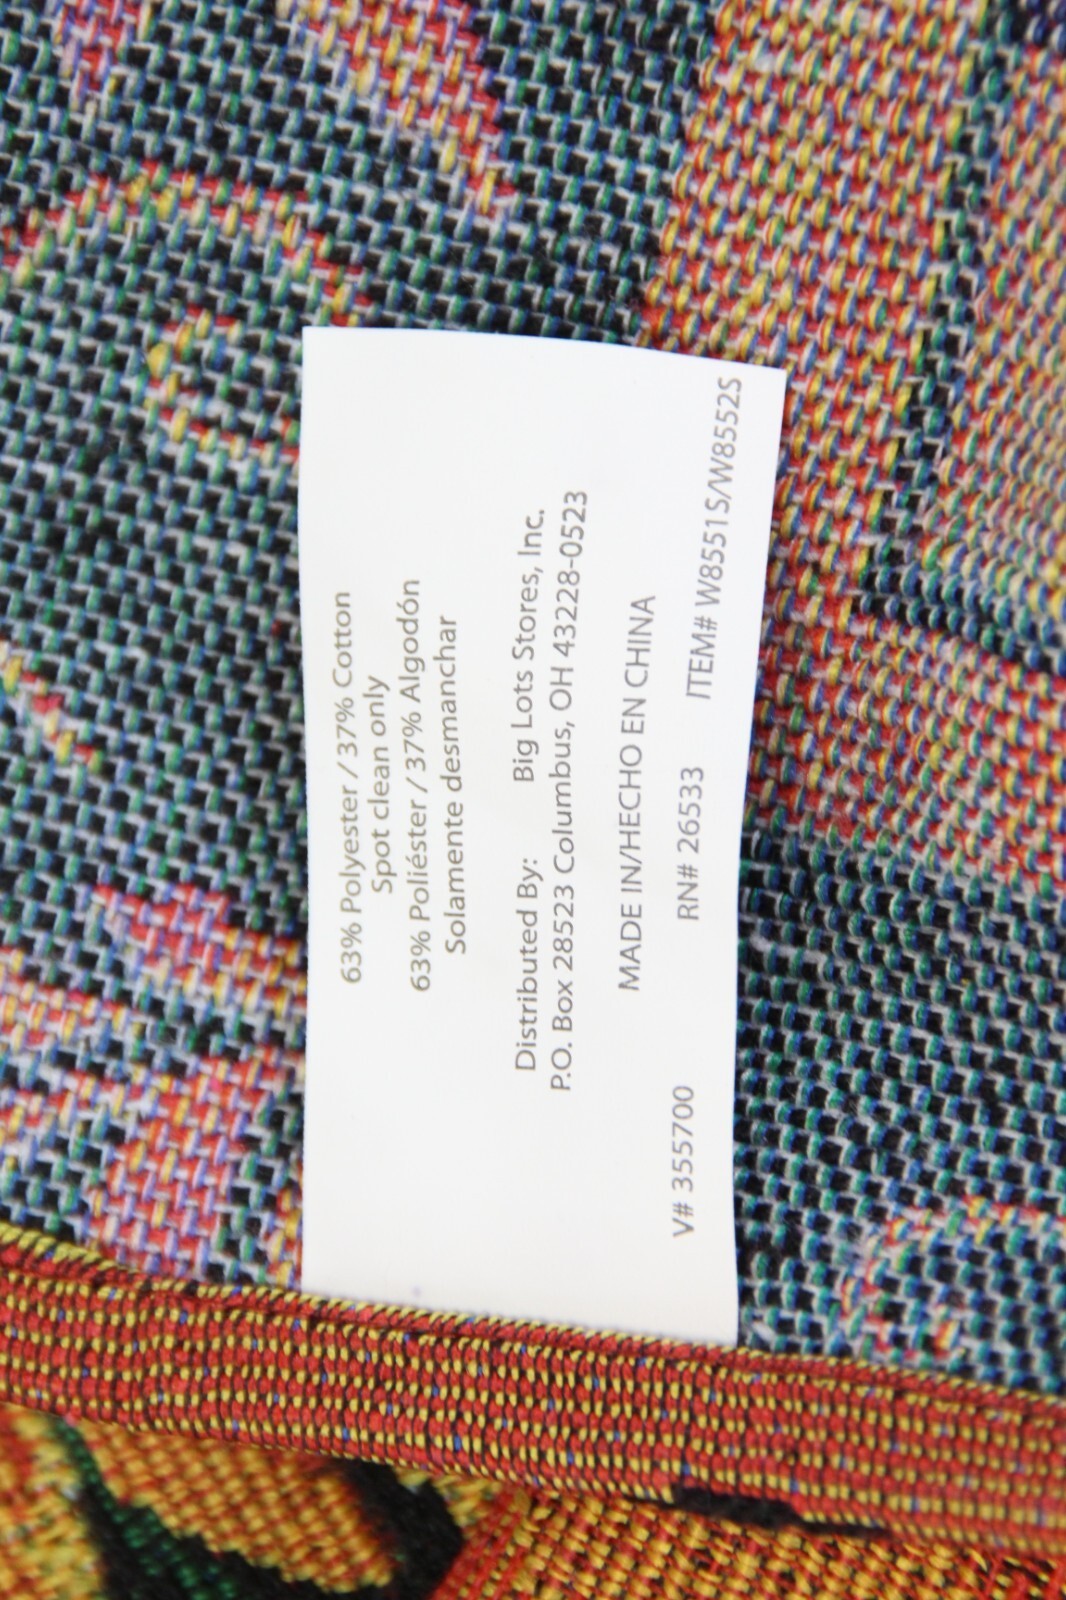 63% Polyester / 37% Cotton
Spot clean only
63% Poliéster / 37% Algodón
Solamente desmanchar
Distributed By: Big Lots Stores, Inc.
P.O. Box 28523 Columbus, OH 43228-0523
MADE IN/HECHO EN CHINA
V# 355700 RN# 26533 ITEM# W8551S/W8552S